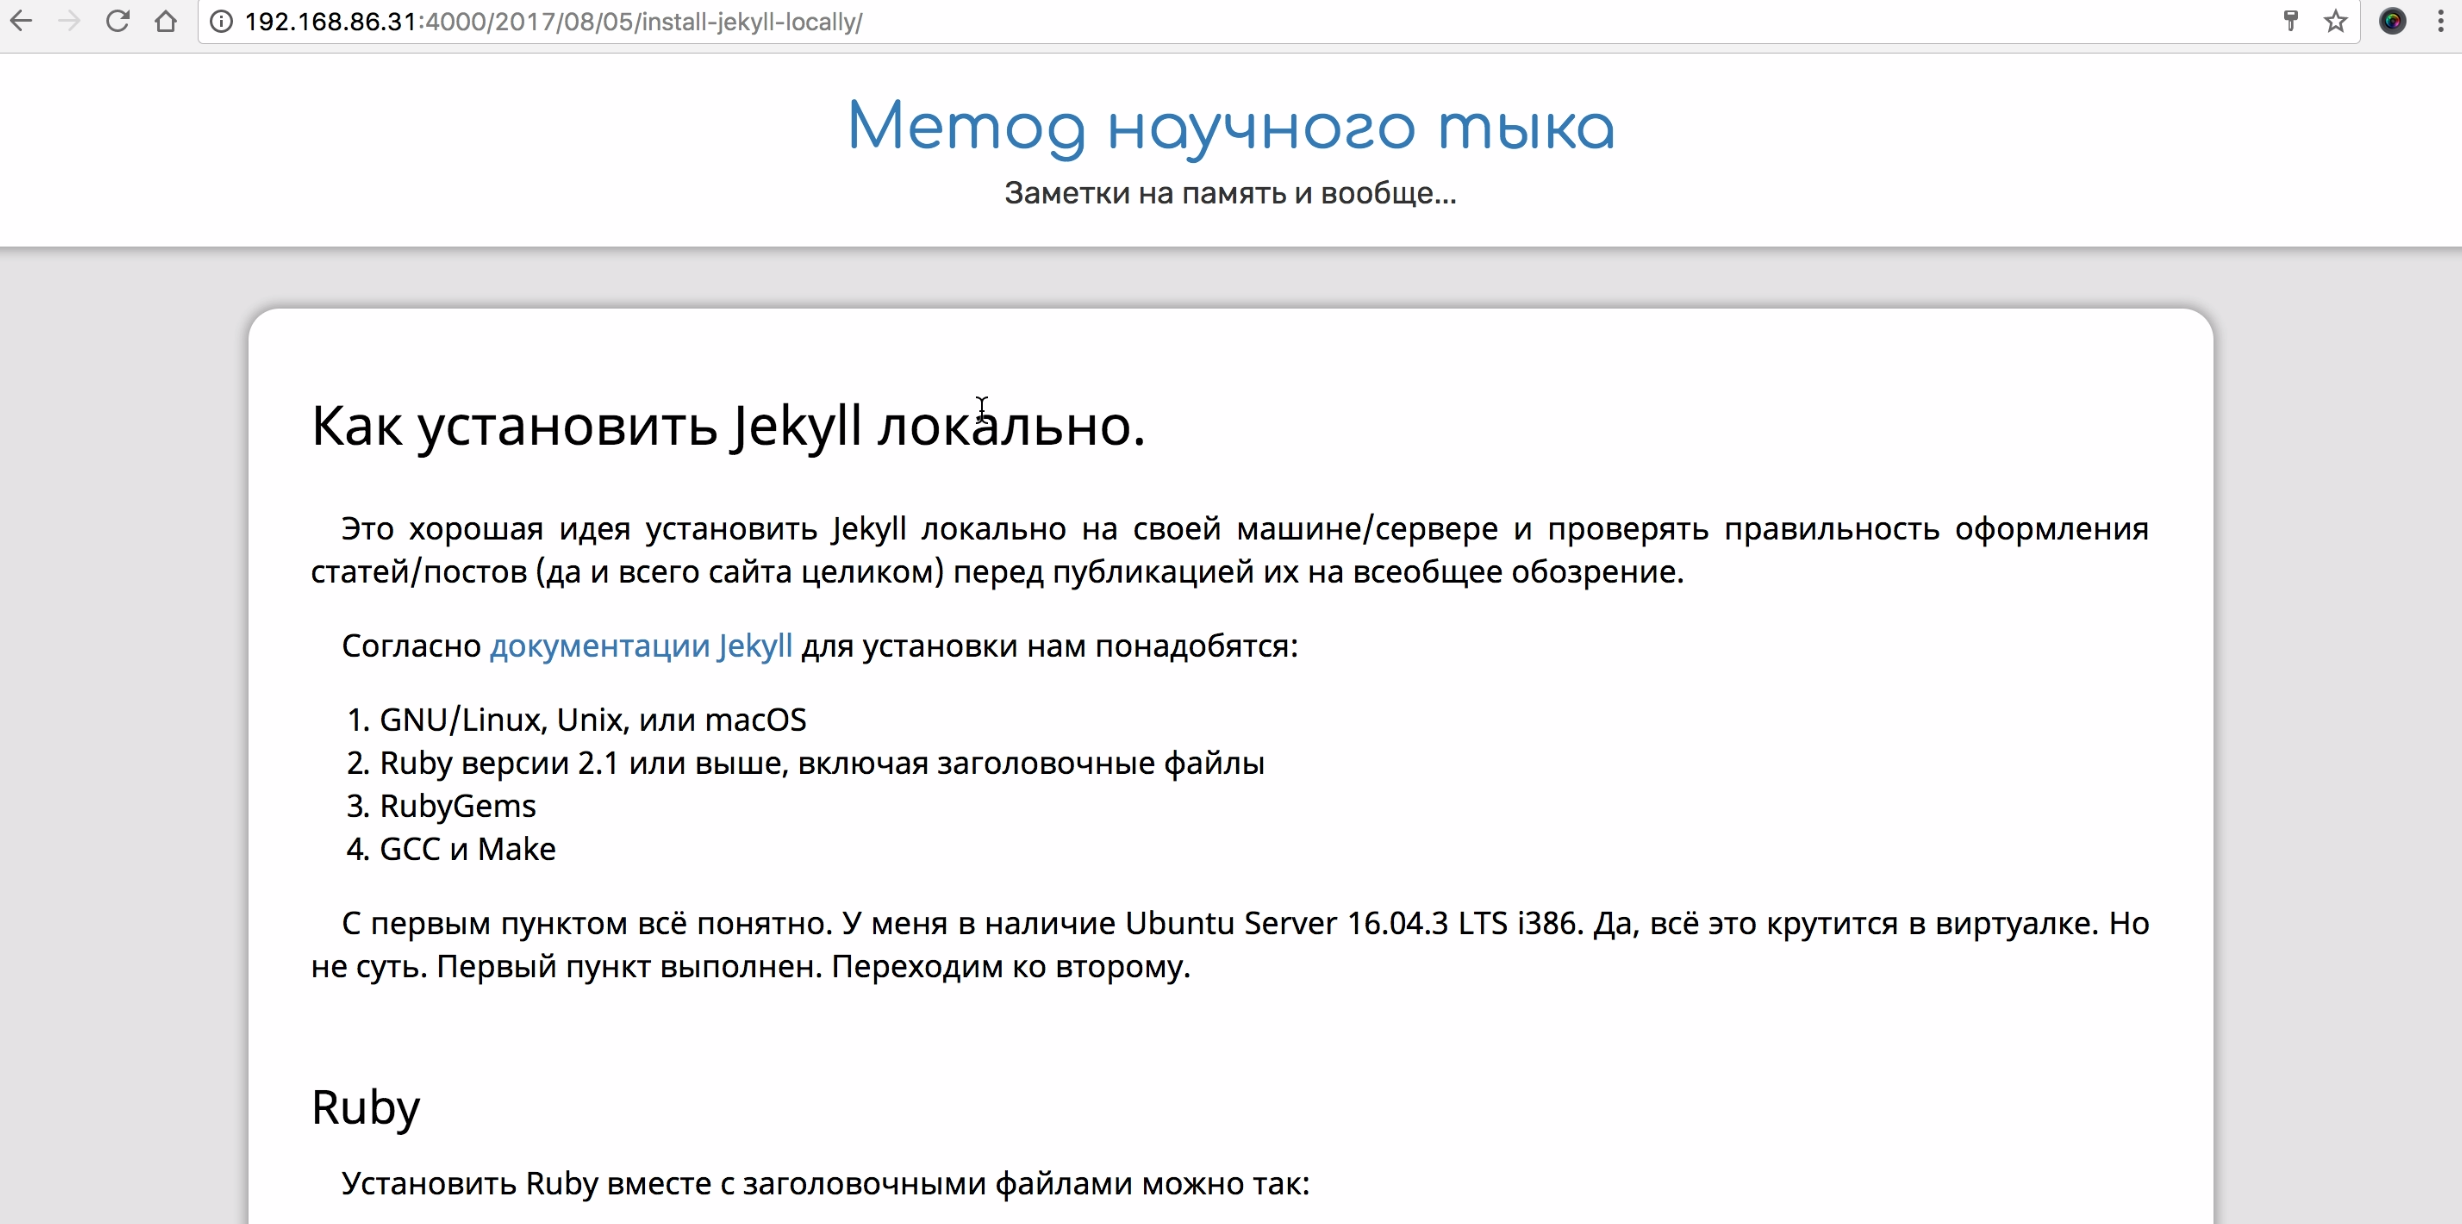 192.168.86.31:4000/2017/08/05/install-jekyll-locally/
Метод научного тыка
Заметки на память и вообще...
Как установить Jekyll локально.
Это хорошая идея установить Jekyll локально на своей машине/сервере и проверять правильность оформления
статей/постов (да и всего сайта целиком) перед публикацией их на всеобщее обозрение.
Согласно документации Jekyll для установки нам понадобятся:
1. GNU/Linux, Unix, или macOS
2. Ruby версии 2.1 или выше, включая заголовочные файлы
3. RubyGems
4. GCC и Make
С первым пунктом всё понятно. У меня в наличие Ubuntu Server 16.04.3 LTS i386. Да, всё это крутится в виртуалке. Но
не суть. Первый пункт выполнен. Переходим ко второму.
Ruby
Установить Ruby вместе с заголовочными файлами можно так: